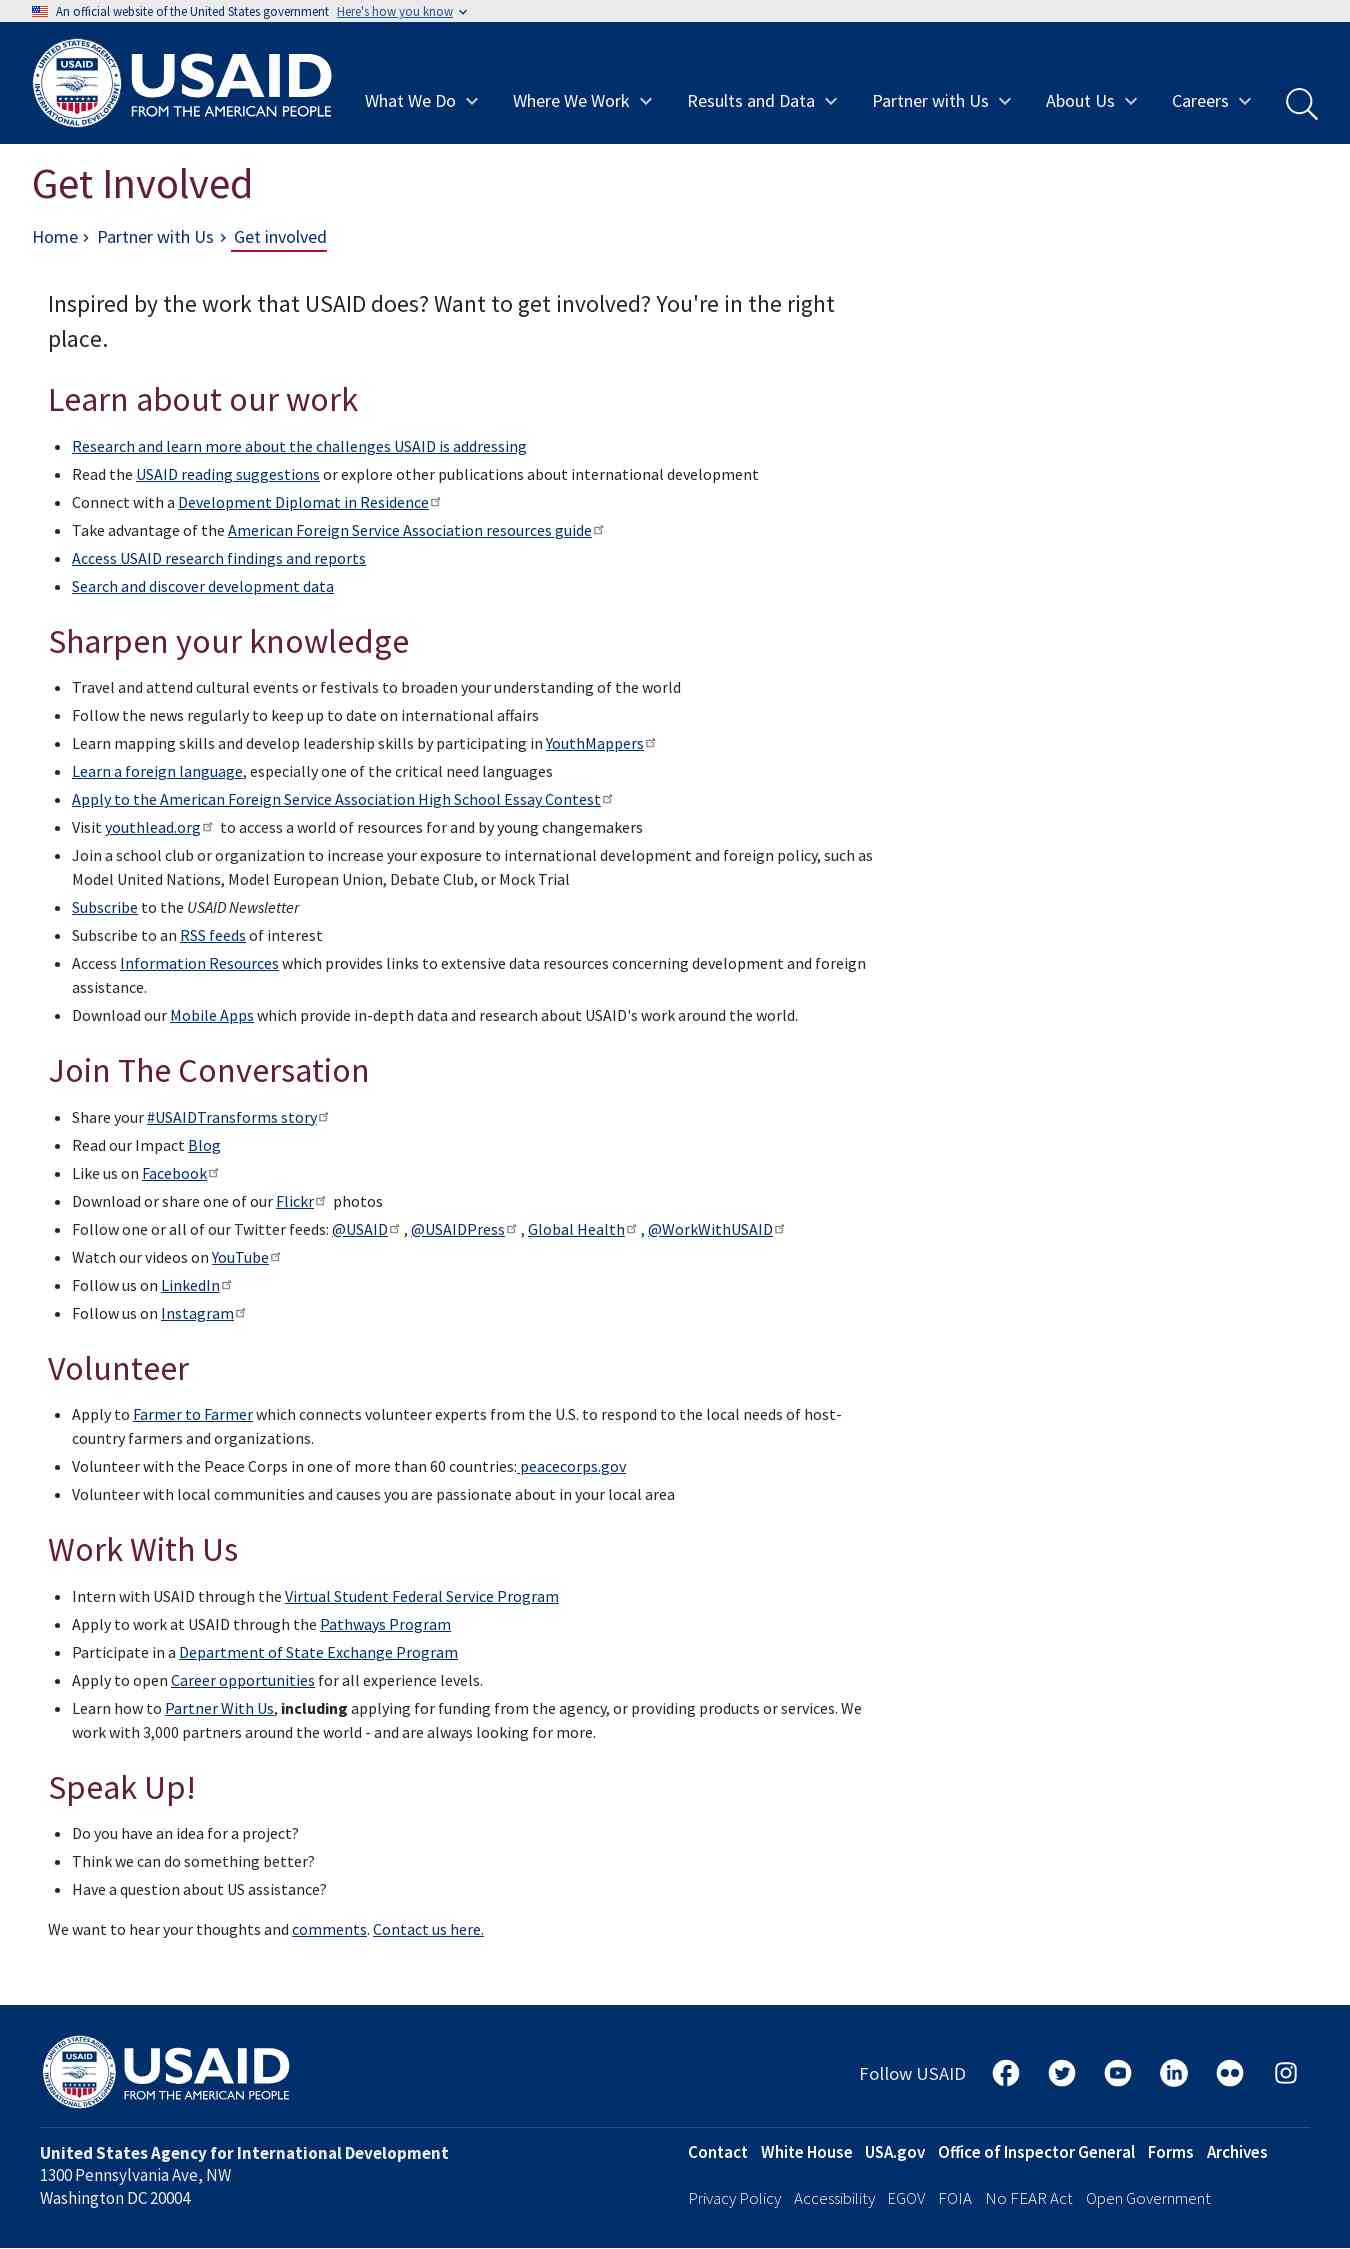 An official website of the United States government Here's how you know
UNITED STATES AGENCY
USAID
INTERNATIONAL DEVELOPMENT
USAID
FROM THE AMERICAN PEOPLE
What We Do Where We Work Results and Data Partner with Us About Us Careers
Get Involved
Home › Partner with Us › Get involved
Inspired by the work that USAID does? Want to get involved? You're in the right
place.
Learn about our work
• Research and learn more about the challenges USAID is addressing
• Read the USAID reading suggestions or explore other publications about international development
• Connect with a Development Diplomat in Residence
• Take advantage of the American Foreign Service Association resources guide
• Access USAID research findings and reports
• Search and discover development data
Sharpen your knowledge
• Travel and attend cultural events or festivals to broaden your understanding of the world
• Follow the news regularly to keep up to date on international affairs
• Learn mapping skills and develop leadership skills by participating in YouthMappers
• Learn a foreign language, especially one of the critical need languages
• Apply to the American Foreign Service Association High School Essay Contest
• Visit youthlead.org to access a world of resources for and by young changemakers
• Join a school club or organization to increase your exposure to international development and foreign policy, such as
Model United Nations, Model European Union, Debate Club, or Mock Trial
• Subscribe to the USAID Newsletter
• Subscribe to an RSS feeds of interest
• Access Information Resources which provides links to extensive data resources concerning development and foreign
assistance.
• Download our Mobile Apps which provide in-depth data and research about USAID's work around the world.
Join The Conversation
• Share your #USAIDTransforms story
• Read our Impact Blog
• Like us on Facebook
• Download or share one of our Flickr photos
• Follow one or all of our Twitter feeds: @USAID , @USAIDPress , Global Health , @WorkWithUSAID
• Watch our videos on YouTube
• Follow us on LinkedIn
• Follow us on Instagram
Volunteer
• Apply to Farmer to Farmer which connects volunteer experts from the U.S. to respond to the local needs of host-
country farmers and organizations.
• Volunteer with the Peace Corps in one of more than 60 countries: peacecorps.gov
• Volunteer with local communities and causes you are passionate about in your local area
Work With Us
• Intern with USAID through the Virtual Student Federal Service Program
• Apply to work at USAID through the Pathways Program
• Participate in a Department of State Exchange Program
• Apply to open Career opportunities for all experience levels.
• Learn how to Partner With Us, including applying for funding from the agency, or providing products or services. We
work with 3,000 partners around the world - and are always looking for more.
Speak Up!
• Do you have an idea for a project?
• Think we can do something better?
• Have a question about US assistance?
We want to hear your thoughts and comments. Contact us here.
UNITED STATES AGENCY
USAID
INTERNATIONAL DEVELOPMENT
USAID
FROM THE AMERICAN PEOPLE
Follow USAID
United States Agency for International Development
1300 Pennsylvania Ave, NW
Washington DC 20004
Contact White House USA.gov Office of Inspector General Forms Archives
Privacy Policy Accessibility EGOV FOIA No FEAR Act Open Government